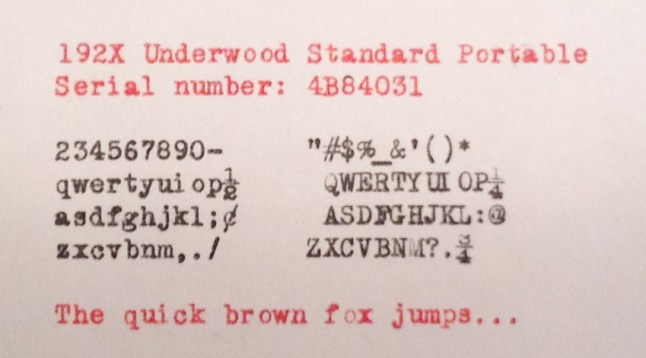 192X Underwood Standard Portable
Serial number: 4B84031
234567890- "#$%_&'()*
qwertyuiop½ QWERTYUIOP¼
asdfghjkl;¢ ASDFGHJKL:@
zxcvbnm,./ ZXCVBNM?.¾
The quick brown fox jumps...